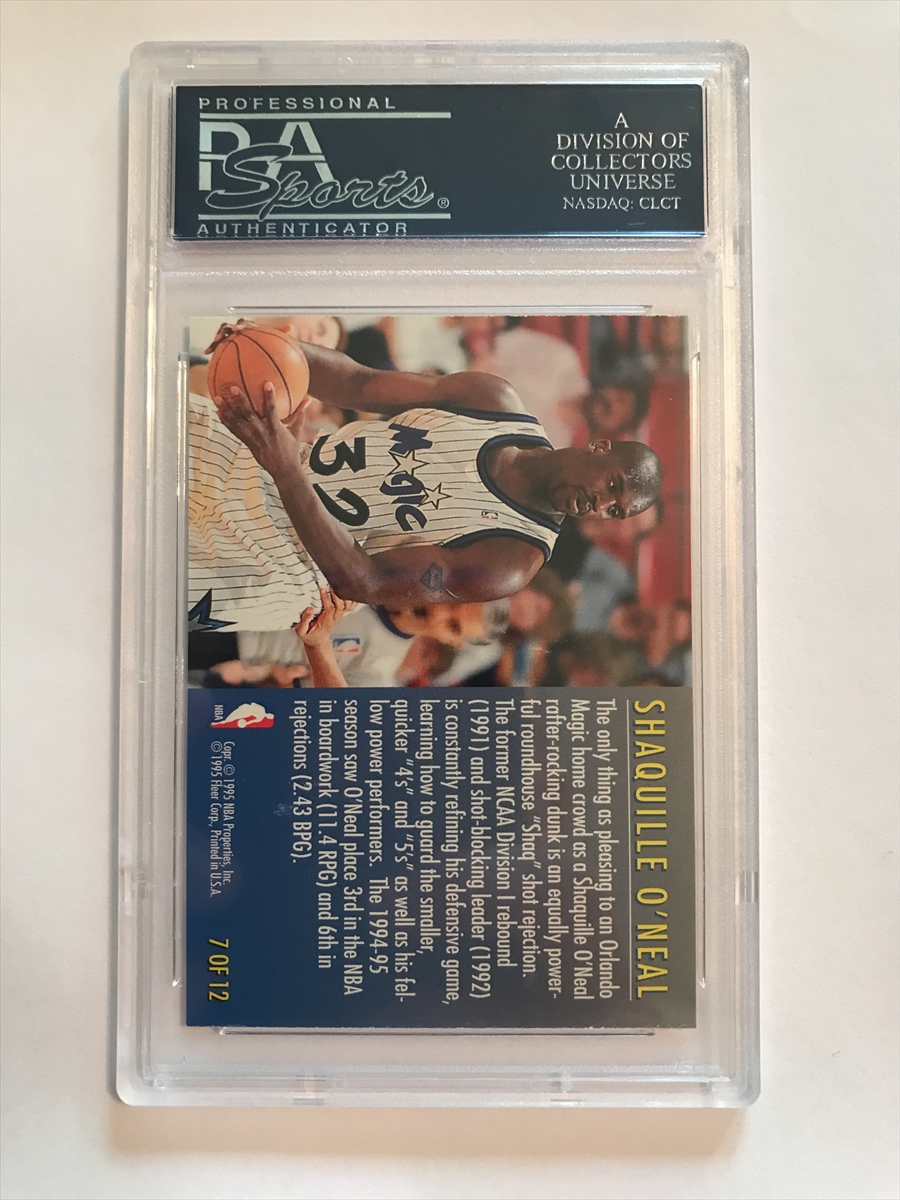 PROFESSIONAL
PSA
Sports®
AUTHENTICATOR
A
DIVISION OF
COLLECTORS
UNIVERSE
NASDAQ: CLCT
Magic
32
SHAQUILLE O'NEAL
The only thing as pleasing to an Orlando
Magic home crowd as a Shaquille O'Neal
rafter-rocking dunk is an equally power-
ful roundhouse "Shaq" shot rejection.
The former NCAA Division I rebound
(1991) and shot-blocking leader (1992)
is constantly refining his defensive game,
learning how to guard the smaller,
quicker "4's" and "5's" as well as his fel-
low power performers. The 1994-95
season saw O'Neal place 3rd in the NBA
in boardwork (11.4 RPG) and 6th in
rejections (2.43 BPG).
NBA
Copr. © 1995 NBA Properties, Inc.
© 1995 Fleer Corp., Printed in U.S.A.
7 OF 12